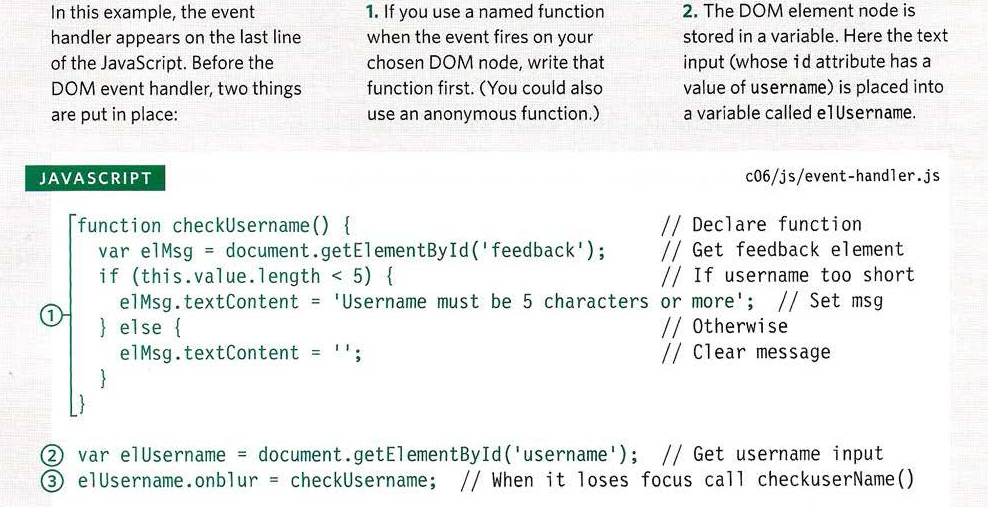 In this example, the event
handler appears on the last line
of the JavaScript. Before the
DOM event handler, two things
are put in place:
1. If you use a named function
when the event fires on your
chosen DOM node, write that
function first. (You could also
use an anonymous function.)
2. The DOM element node is
stored in a variable. Here the text
input (whose id attribute has a
value of username) is placed into
a variable called elUsername.
JAVASCRIPT c06/js/event-handler.js
function checkUsername() { // Declare function
var elMsg = document.getElementById('feedback'); // Get feedback element
if (this.value.length < 5) { // If username too short
① elMsg.textContent = 'Username must be 5 characters or more'; // Set msg
} else { // Otherwise
elMsg.textContent = ''; // Clear message
}
}
② var elUsername = document.getElementById('username'); // Get username input
③ elUsername.onblur = checkUsername; // When it loses focus call checkuserName()